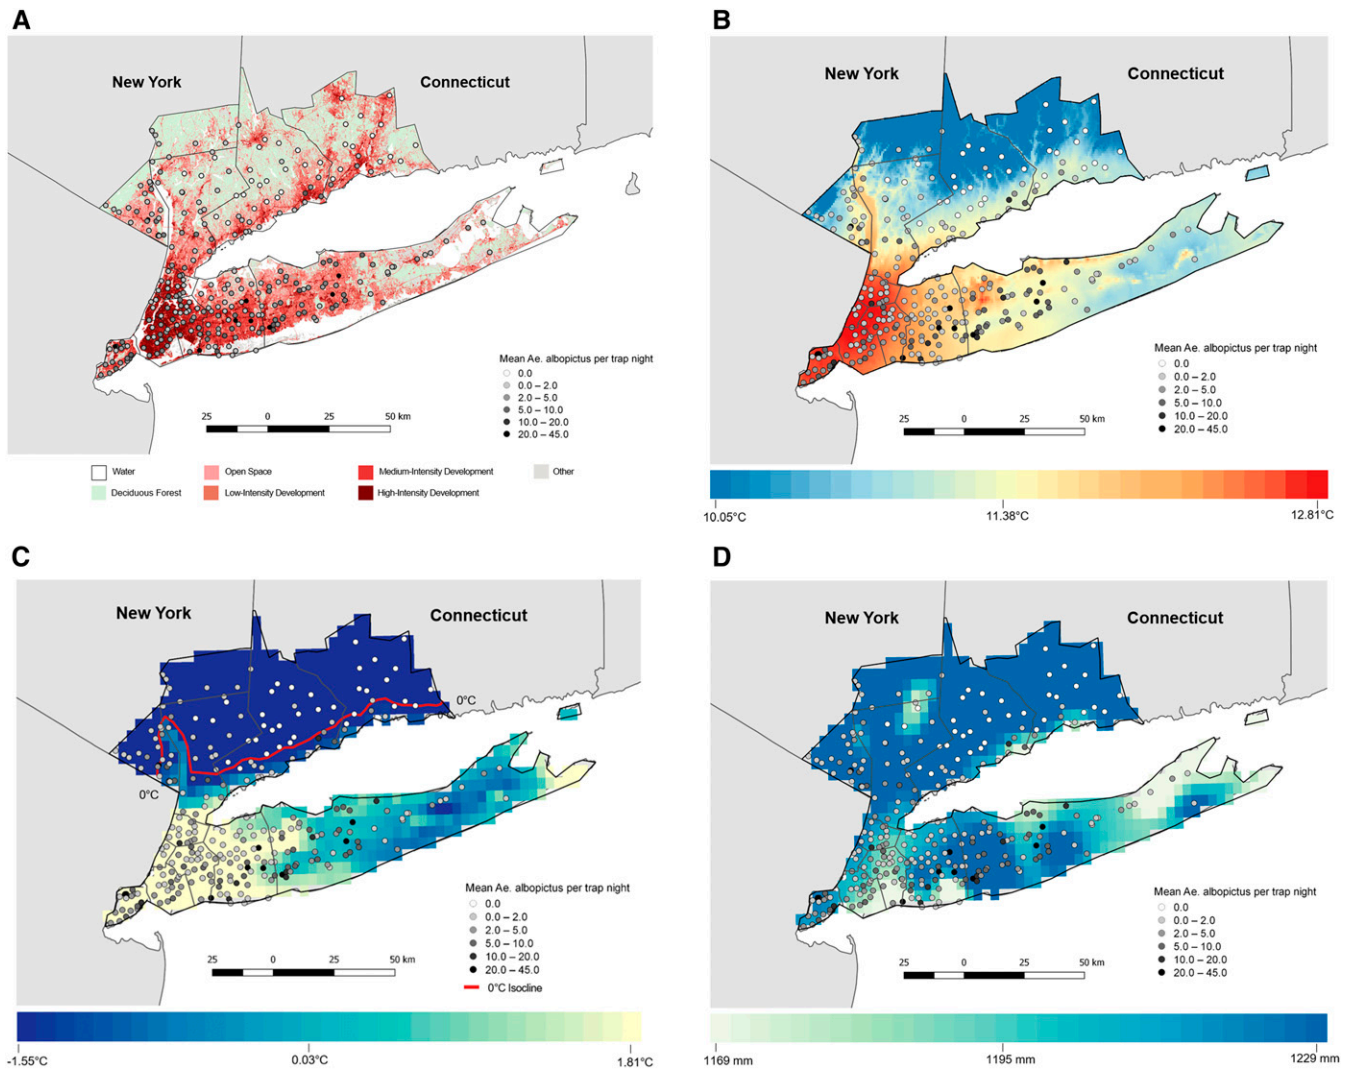 A
New York
Connecticut
Mean Ae. albopictus per trap night
0.0
0.0 – 2.0
2.0 – 5.0
5.0 – 10.0
10.0 – 20.0
20.0 – 45.0
25 0 25 50 km
Water
Open Space
Medium-Intensity Development
Other
Deciduous Forest
Low-Intensity Development
High-Intensity Development
B
New York
Connecticut
Mean Ae. albopictus per trap night
0.0
0.0 – 2.0
2.0 – 5.0
5.0 – 10.0
10.0 – 20.0
20.0 – 45.0
25 0 25 50 km
10.05°C 11.38°C 12.81°C
C
New York
Connecticut
0°C
0°C
Mean Ae. albopictus per trap night
0.0
0.0 – 2.0
2.0 – 5.0
5.0 – 10.0
10.0 – 20.0
20.0 – 45.0
0°C Isocline
25 0 25 50 km
-1.55°C 0.03°C 1.81°C
D
New York
Connecticut
Mean Ae. albopictus per trap night
0.0
0.0 – 2.0
2.0 – 5.0
5.0 – 10.0
10.0 – 20.0
20.0 – 45.0
25 0 25 50 km
1169 mm 1195 mm 1229 mm